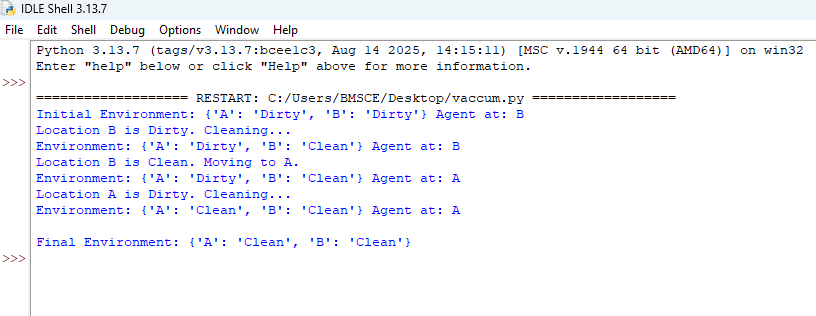 IDLE Shell 3.13.7
File Edit Shell Debug Options Window Help
Python 3.13.7 (tags/v3.13.7:bcee1c3, Aug 14 2025, 14:15:11) [MSC v.1944 64 bit (AMD64)] on win32
Enter "help" below or click "Help" above for more information.
>>>
=================== RESTART: C:/Users/BMSCE/Desktop/vaccum.py ==================
Initial Environment: {'A': 'Dirty', 'B': 'Dirty'} Agent at: B
Location B is Dirty. Cleaning...
Environment: {'A': 'Dirty', 'B': 'Clean'} Agent at: B
Location B is Clean. Moving to A.
Environment: {'A': 'Dirty', 'B': 'Clean'} Agent at: A
Location A is Dirty. Cleaning...
Environment: {'A': 'Clean', 'B': 'Clean'} Agent at: A
Final Environment: {'A': 'Clean', 'B': 'Clean'}
>>>